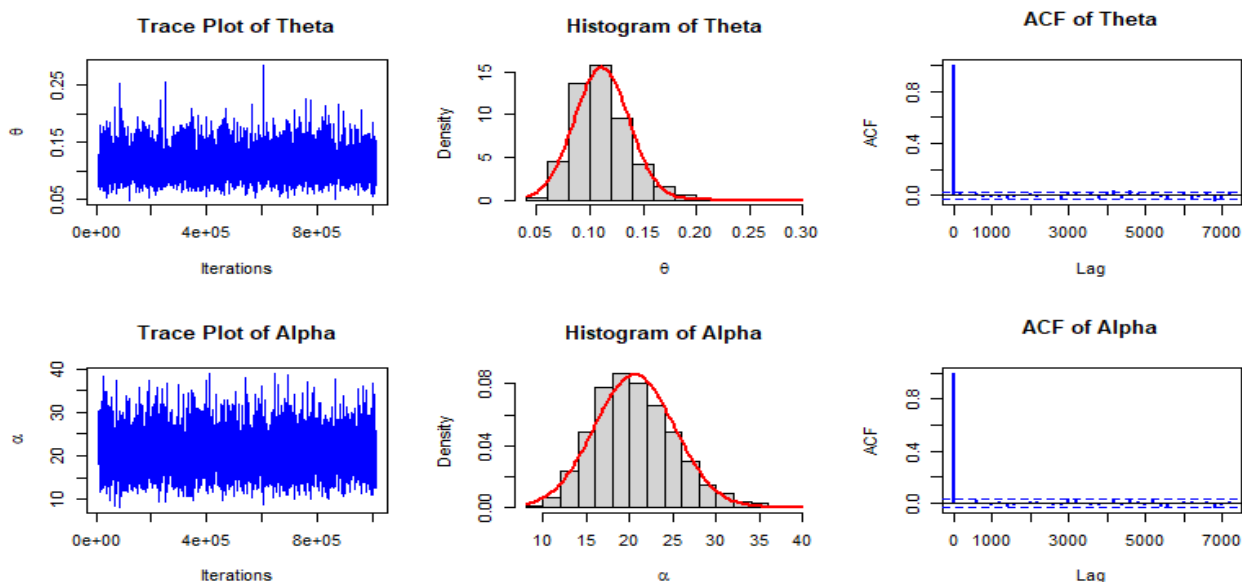 Trace Plot of Theta
θ
0.05 0.15 0.25
0e+00 4e+05 8e+05
Iterations
Histogram of Theta
Density
0 5 10 15
0.05 0.10 0.15 0.20 0.25 0.30
θ
ACF of Theta
ACF
0.0 0.4 0.8
0 1000 3000 5000 7000
Lag
Trace Plot of Alpha
α
10 20 30 40
0e+00 4e+05 8e+05
Iterations
Histogram of Alpha
Density
0.00 0.04 0.08
10 15 20 25 30 35 40
α
ACF of Alpha
ACF
0.0 0.4 0.8
0 1000 3000 5000 7000
Lag